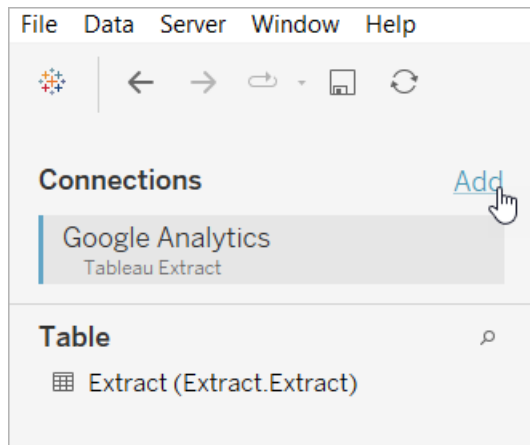 File Data Server Window Help
Connections Add
Google Analytics
Tableau Extract
Table
Extract (Extract.Extract)